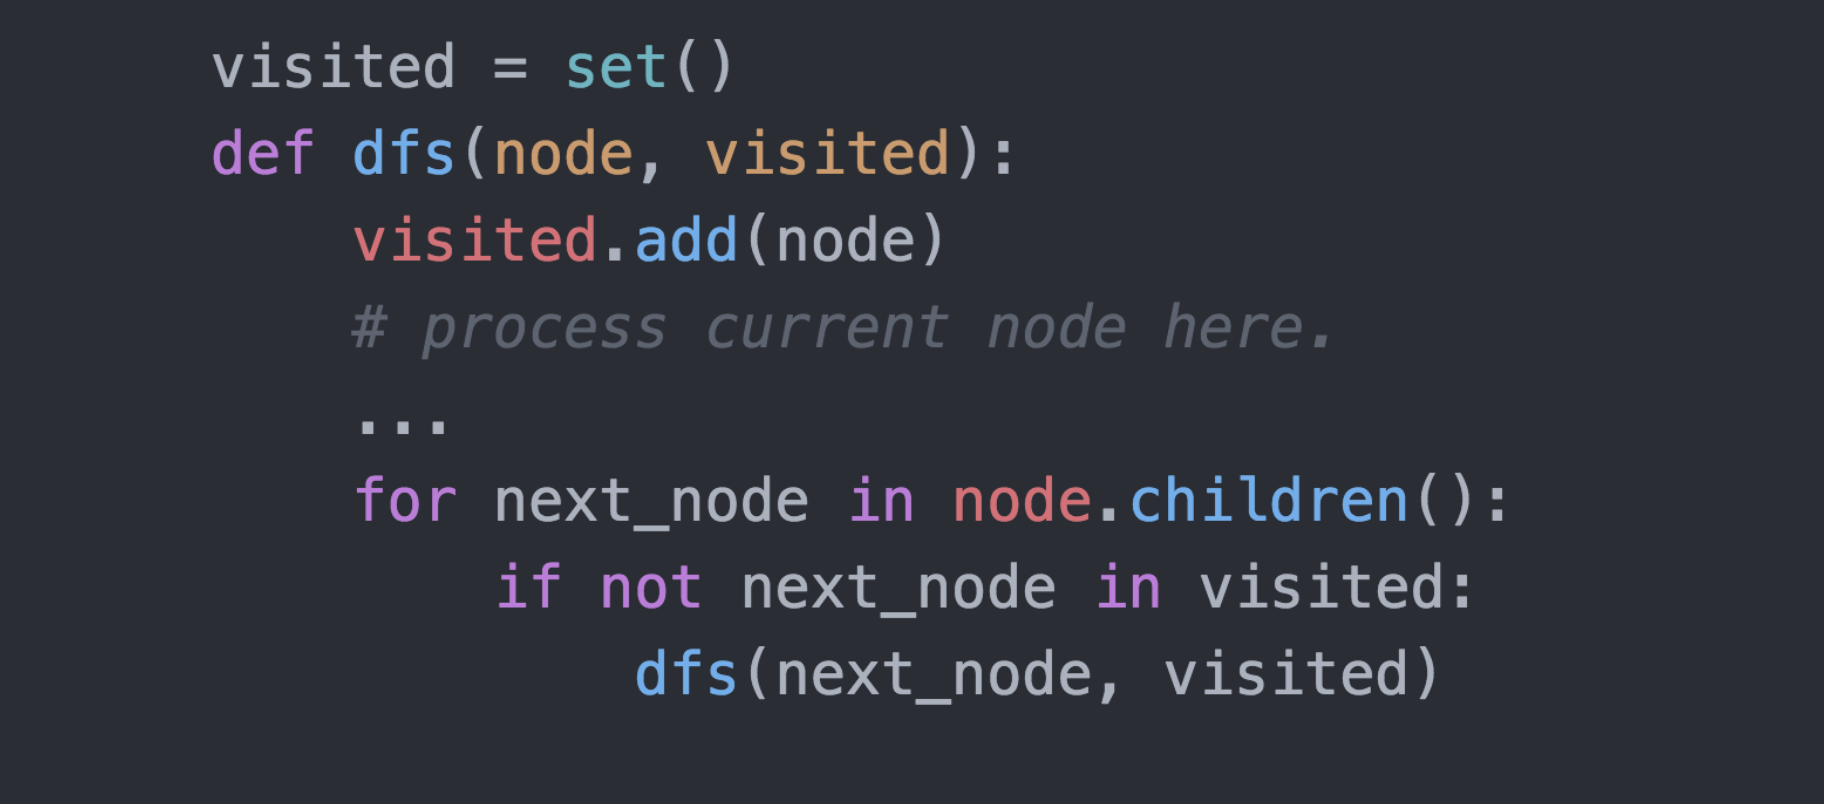 visited = set()
def dfs(node, visited):
    visited.add(node)
    # process current node here.
    ...
    for next_node in node.children():
        if not next_node in visited:
            dfs(next_node, visited)